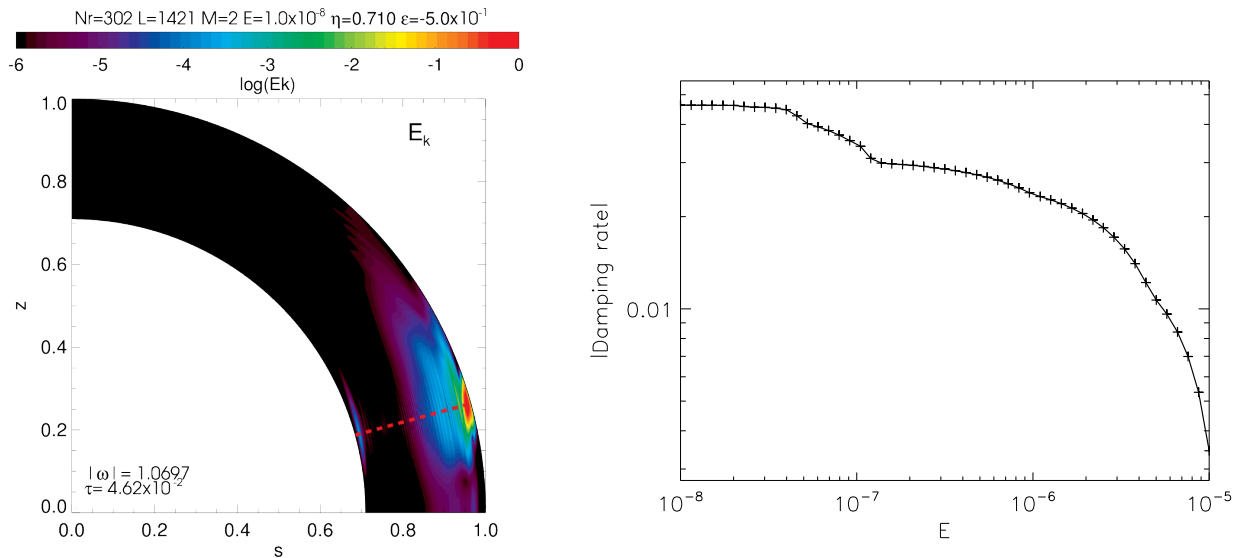 Nr=302 L=1421 M=2 E=1.0x10⁻⁸ η=0.710 ε=-5.0x10⁻¹
-6 -5 -4 -3 -2 -1 0
log(Ek)
1.0
0.8
0.6
0.4
0.2
0.0
z
Eₖ
|ω| = 1.0697
τ= 4.62x10⁻²
0.0 0.2 0.4 0.6 0.8 1.0
s
|Damping rate|
0.01
10⁻⁸ 10⁻⁷ 10⁻⁶ 10⁻⁵
E